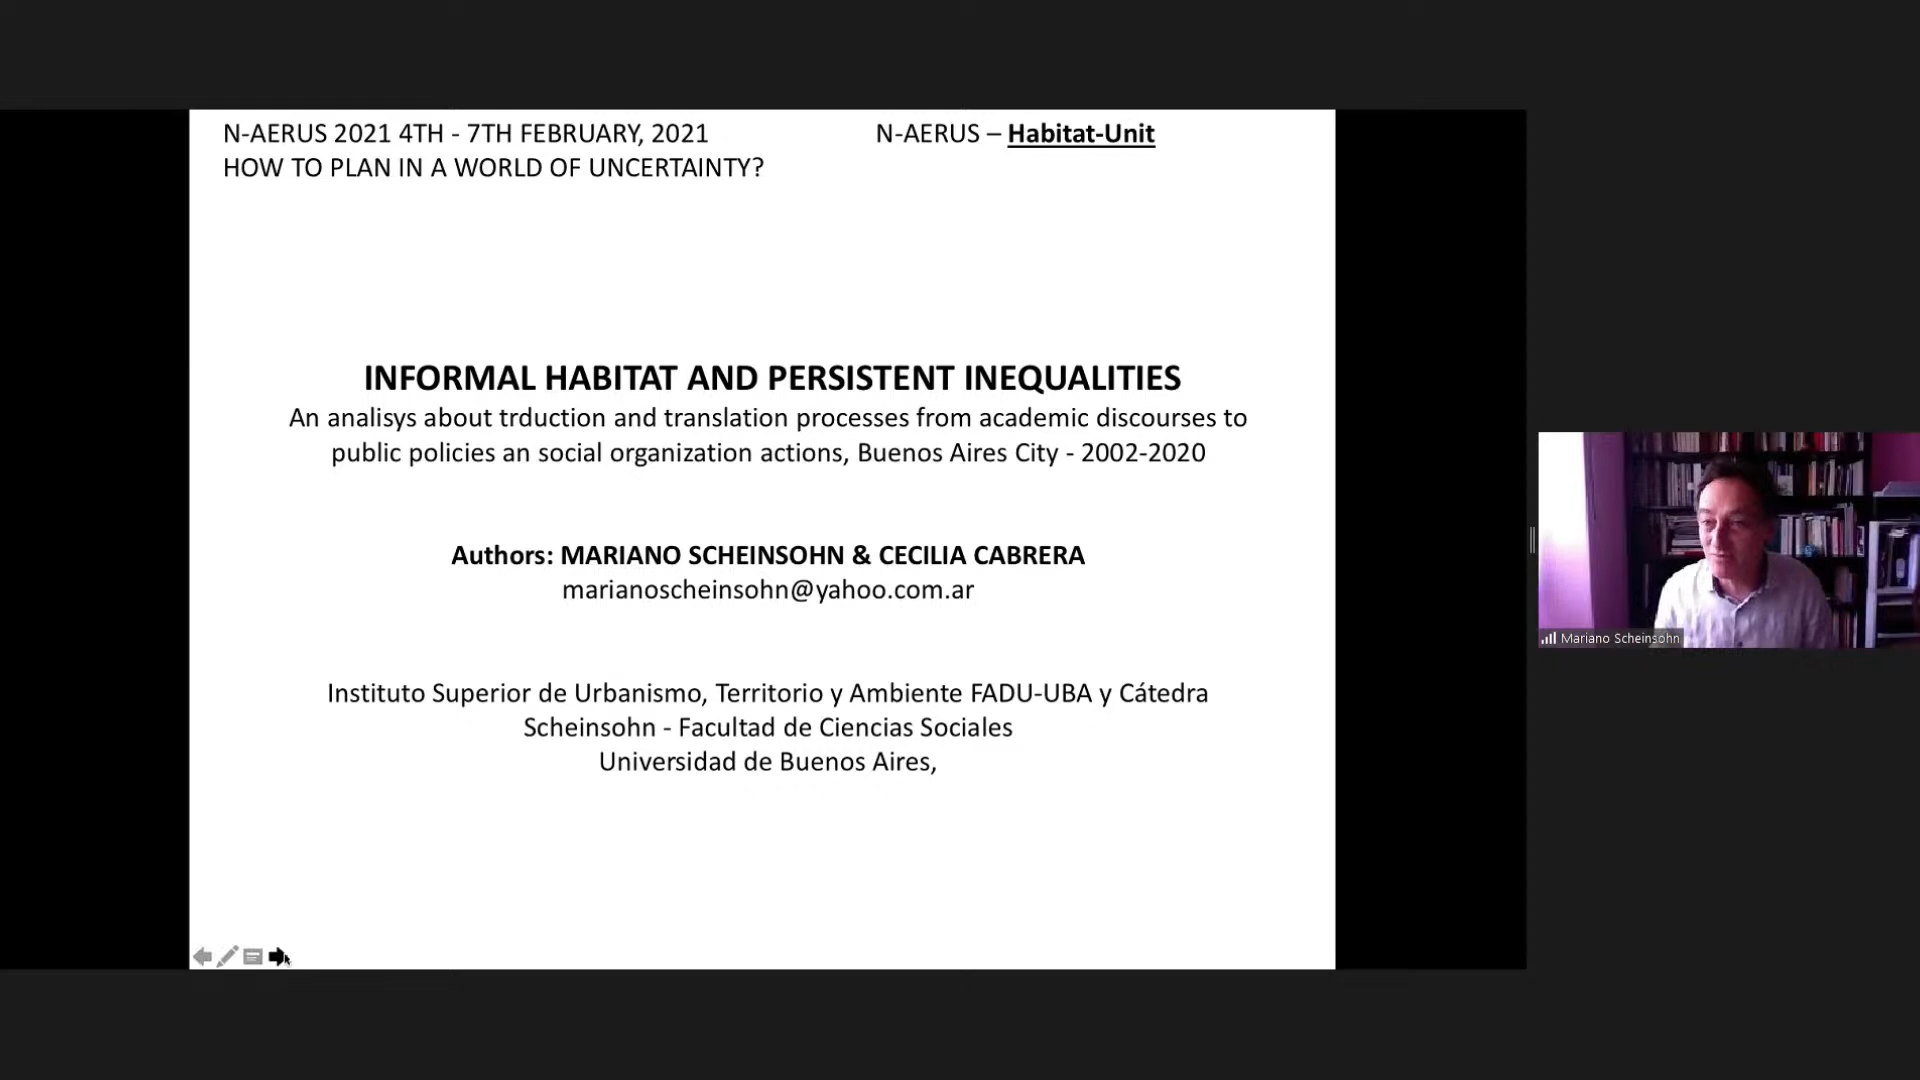 N-AERUS 2021 4TH - 7TH FEBRUARY, 2021 N-AERUS – Habitat-Unit
HOW TO PLAN IN A WORLD OF UNCERTAINTY?
INFORMAL HABITAT AND PERSISTENT INEQUALITIES
An analisys about trduction and translation processes from academic discourses to
public policies an social organization actions, Buenos Aires City - 2002-2020
Authors: MARIANO SCHEINSOHN & CECILIA CABRERA
marianoscheinsohn@yahoo.com.ar
Instituto Superior de Urbanismo, Territorio y Ambiente FADU-UBA y Cátedra
Scheinsohn - Facultad de Ciencias Sociales
Universidad de Buenos Aires,
Mariano Scheinsohn